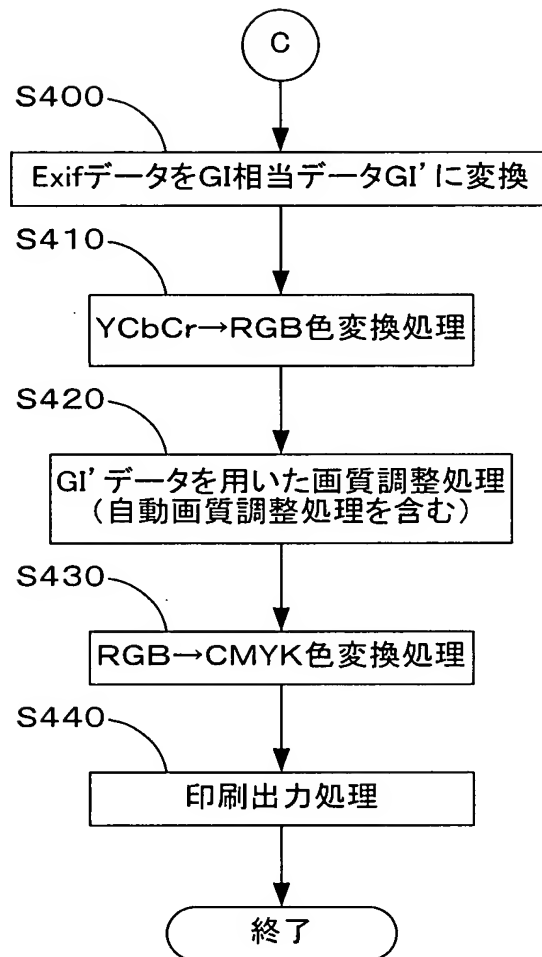 C
S400
ExifデータをGI相当データGI'に変換
S410
YCbCr→RGB色変換処理
S420
GI'データを用いた画質調整処理
(自動画質調整処理を含む)
S430
RGB→CMYK色変換処理
S440
印刷出力処理
終了